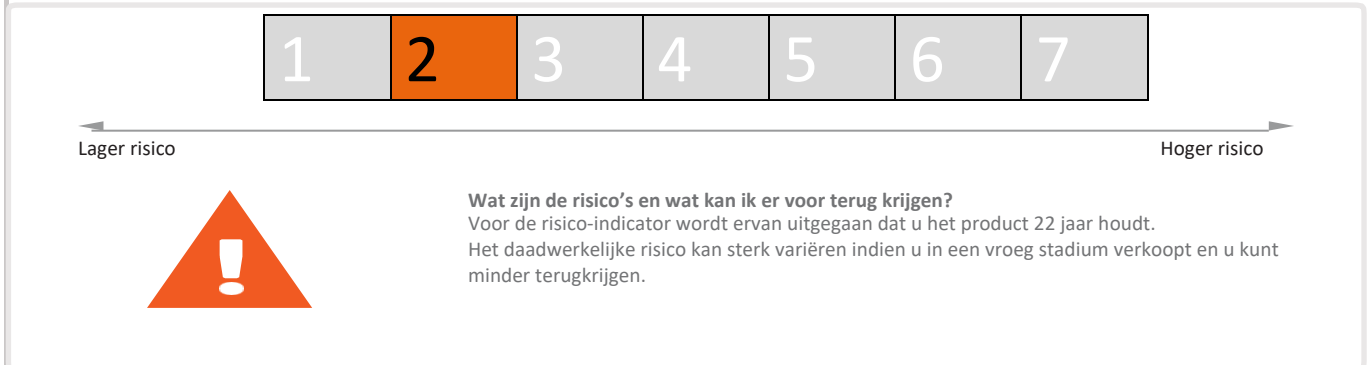 1 2 3 4 5 6 7
Lager risico Hoger risico
!
Wat zijn de risico’s en wat kan ik er voor terug krijgen?
Voor de risico-indicator wordt ervan uitgegaan dat u het product 22 jaar houdt.
Het daadwerkelijke risico kan sterk variëren indien u in een vroeg stadium verkoopt en u kunt
minder terugkrijgen.